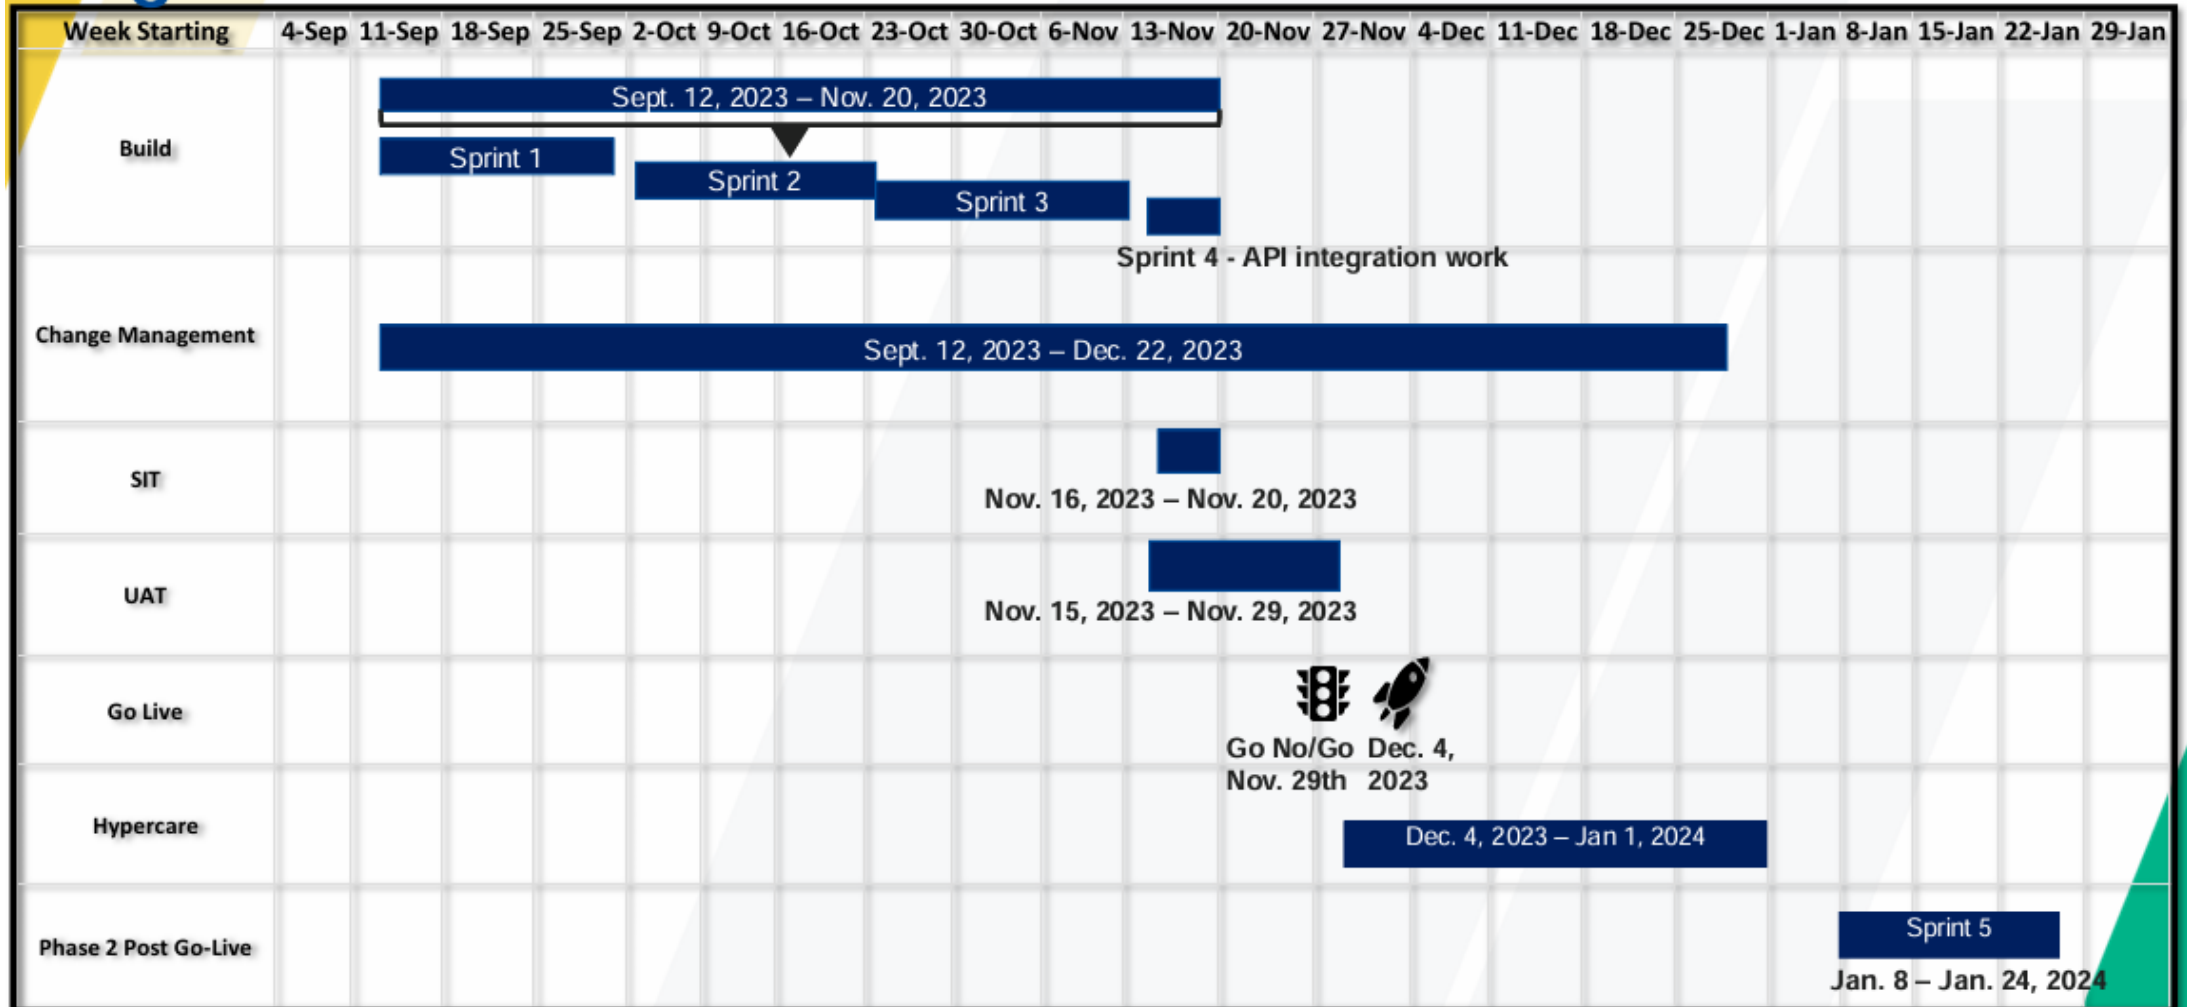 Week Starting 4-Sep 11-Sep 18-Sep 25-Sep 2-Oct 9-Oct 16-Oct 23-Oct 30-Oct 6-Nov 13-Nov 20-Nov 27-Nov 4-Dec 11-Dec 18-Dec 25-Dec 1-Jan 8-Jan 15-Jan 22-Jan 29-Jan
Build
Sept. 12, 2023 – Nov. 20, 2023
Sprint 1
Sprint 2
Sprint 3
Sprint 4 - API integration work
Change Management
Sept. 12, 2023 – Dec. 22, 2023
SIT
Nov. 16, 2023 – Nov. 20, 2023
UAT
Nov. 15, 2023 – Nov. 29, 2023
Go Live
Go No/Go
Nov. 29th
Dec. 4,
2023
Hypercare
Dec. 4, 2023 – Jan 1, 2024
Phase 2 Post Go-Live
Sprint 5
Jan. 8 – Jan. 24, 2024